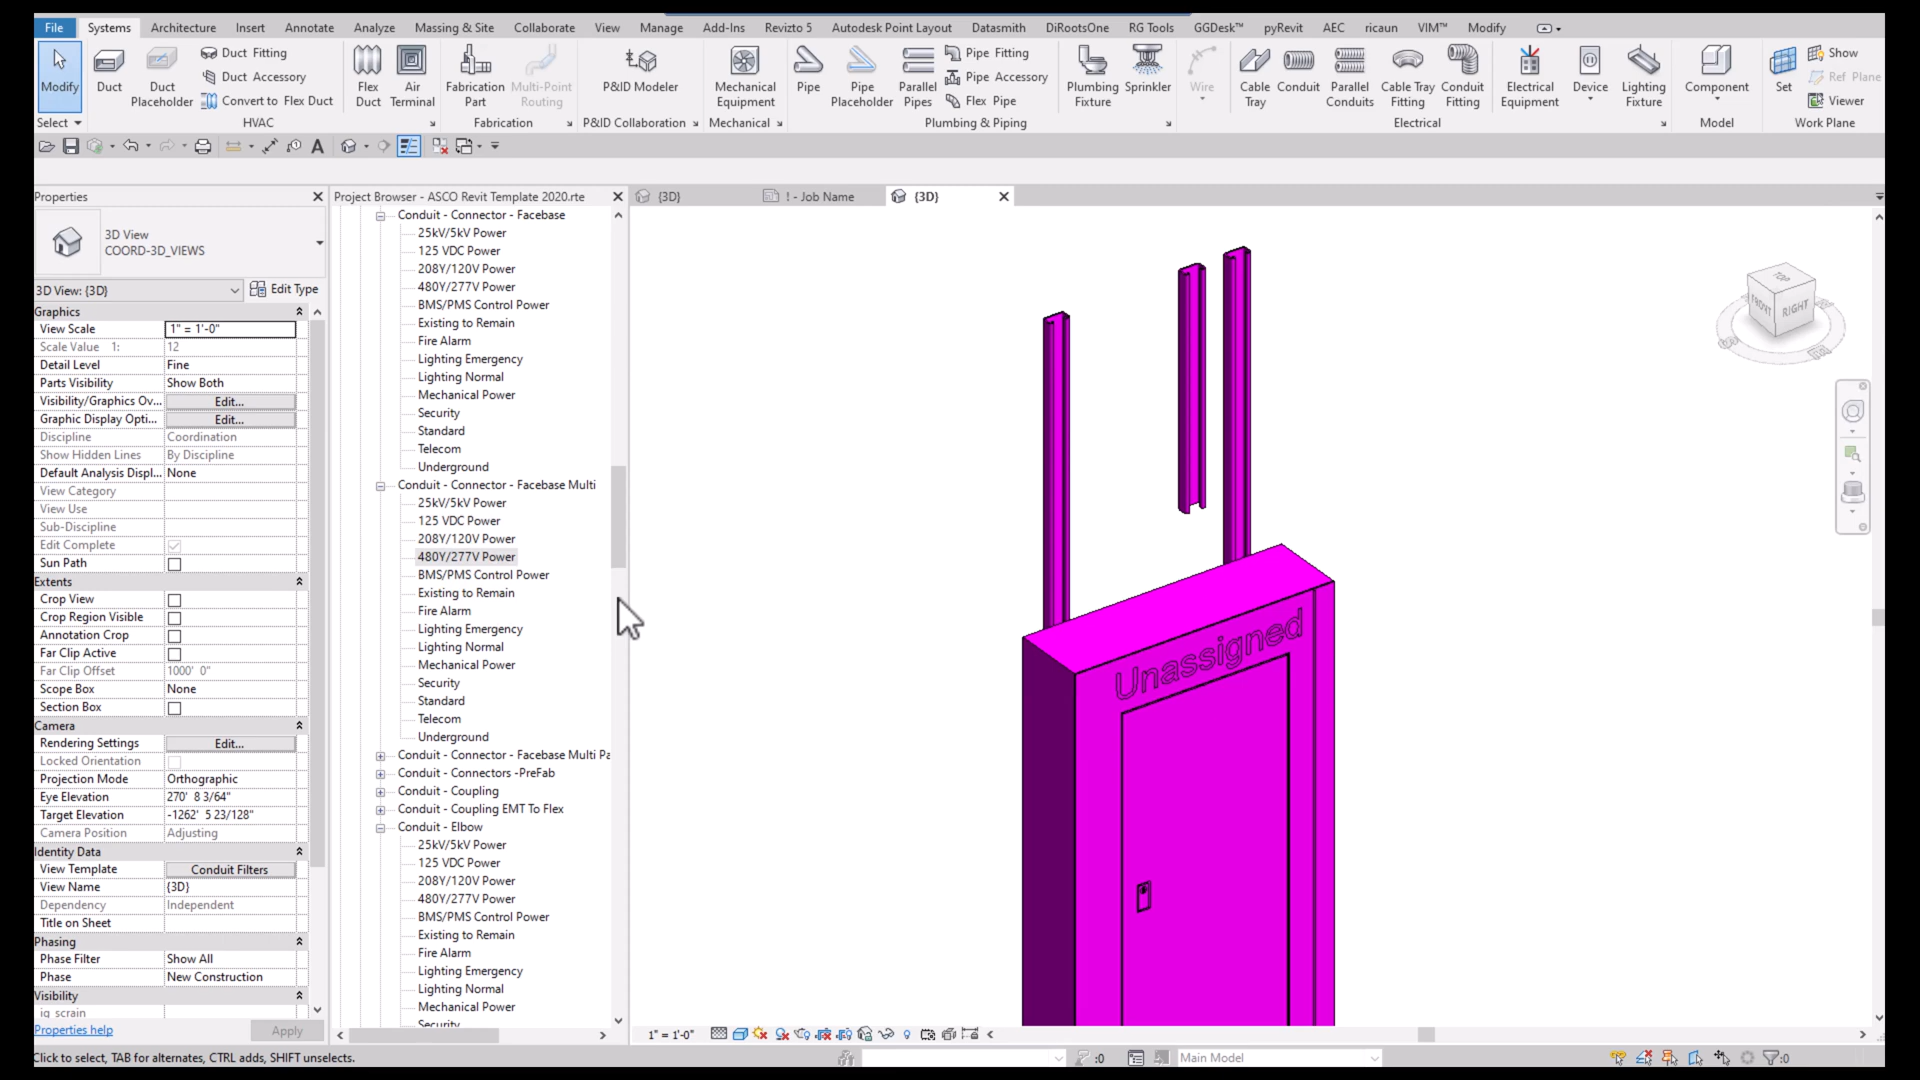 File Systems Architecture Insert Annotate Analyze Massing & Site Collaborate View Manage Add-Ins Revizto 5 Autodesk Point Layout Datasmith DiRootsOne RG Tools GGDesk™ pyRevit AEC ricaun VIM™ Modify
Modify
Duct
Duct Placeholder
Duct Fitting
Duct Accessory
Convert to Flex Duct
Flex Duct
Air Terminal
Fabrication Part
Multi-Point Routing
P&ID Modeler
Mechanical Equipment
Pipe
Pipe Placeholder
Parallel Pipes
Pipe Fitting
Pipe Accessory
Flex Pipe
Plumbing Fixture
Sprinkler
Wire
Cable Tray
Conduit
Parallel Conduits
Cable Tray Fitting
Conduit Fitting
Electrical Equipment
Device
Lighting Fixture
Component
Set
Show
Ref Plane
Viewer
Select HVAC Fabrication P&ID Collaboration Mechanical Plumbing & Piping Electrical Model Work Plane
Properties
3D View
COORD-3D_VIEWS
3D View: {3D} Edit Type
Graphics
View Scale 1" = 1'-0"
Scale Value 1: 12
Detail Level Fine
Parts Visibility Show Both
Visibility/Graphics Ov... Edit...
Graphic Display Opti... Edit...
Discipline Coordination
Show Hidden Lines By Discipline
Default Analysis Displ... None
View Category
View Use
Sub-Discipline
Edit Complete
Sun Path
Extents
Crop View
Crop Region Visible
Annotation Crop
Far Clip Active
Far Clip Offset 1000' 0"
Scope Box None
Section Box
Camera
Rendering Settings Edit...
Locked Orientation
Projection Mode Orthographic
Eye Elevation 270' 8 3/64"
Target Elevation -1262' 5 23/128"
Camera Position Adjusting
Identity Data
View Template Conduit Filters
View Name {3D}
Dependency Independent
Title on Sheet
Phasing
Phase Filter Show All
Phase New Construction
Visibility
ig_scrain
Properties help Apply
Project Browser - ASCO Revit Template 2020.rte
Conduit - Connector - Facebase
25kV/5kV Power
125 VDC Power
208Y/120V Power
480Y/277V Power
BMS/PMS Control Power
Existing to Remain
Fire Alarm
Lighting Emergency
Lighting Normal
Mechanical Power
Security
Standard
Telecom
Underground
Conduit - Connector - Facebase Multi
25kV/5kV Power
125 VDC Power
208Y/120V Power
480Y/277V Power
BMS/PMS Control Power
Existing to Remain
Fire Alarm
Lighting Emergency
Lighting Normal
Mechanical Power
Security
Standard
Telecom
Underground
Conduit - Connector - Facebase Multi Pa
Conduit - Connectors -PreFab
Conduit - Coupling
Conduit - Coupling EMT To Flex
Conduit - Elbow
25kV/5kV Power
125 VDC Power
208Y/120V Power
480Y/277V Power
BMS/PMS Control Power
Existing to Remain
Fire Alarm
Lighting Emergency
Lighting Normal
Mechanical Power
Security
{3D} ! - Job Name {3D}
TOP
FRONT
RIGHT
Unassigned
1" = 1'-0"
Click to select, TAB for alternates, CTRL adds, SHIFT unselects.
:0
Main Model
:0